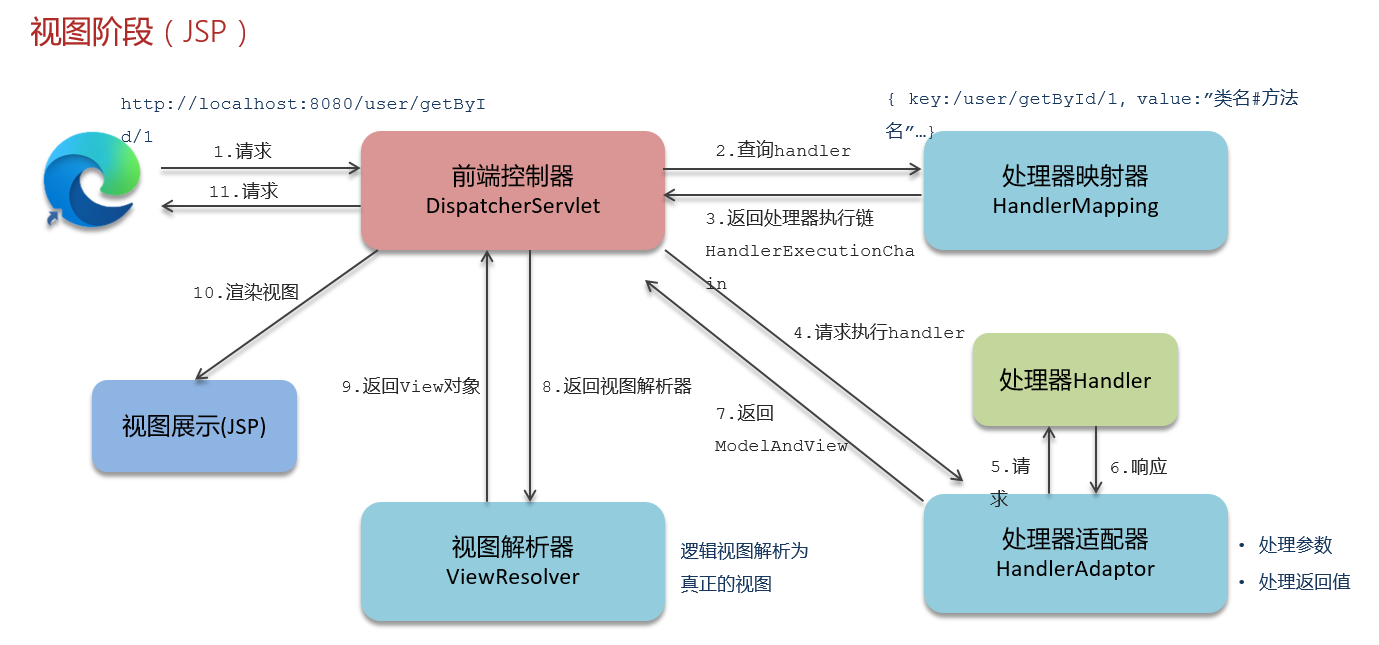 视图阶段（JSP）
http://localhost:8080/user/getByI
d/1
{ key:/user/getById/1, value:”类名#方法
名”…}
1.请求
11.请求
前端控制器
DispatcherServlet
2.查询handler
3.返回处理器执行链
HandlerExecutionCha
in
处理器映射器
HandlerMapping
10.渲染视图
4.请求执行handler
处理器Handler
9.返回View对象
8.返回视图解析器
7.返回
ModelAndView
视图展示(JSP)
5.请
求
6.响应
视图解析器
ViewResolver
逻辑视图解析为
真正的视图
处理器适配器
HandlerAdaptor
• 处理参数
• 处理返回值